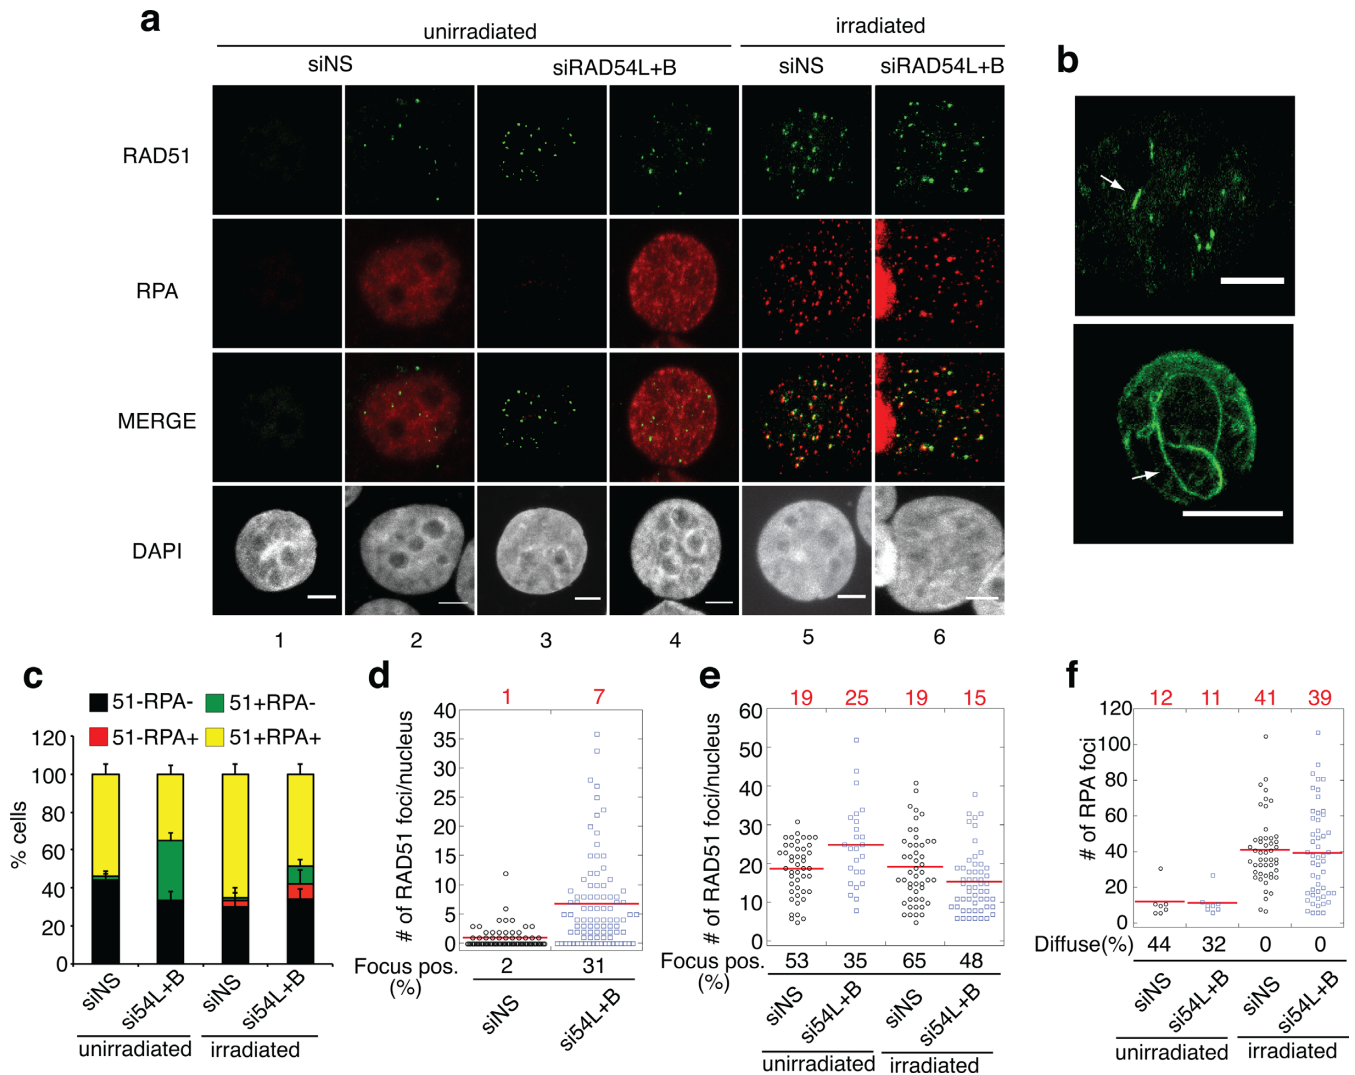 a
unirradiated
irradiated
siNS
siRAD54L+B
siNS
siRAD54L+B
RAD51
RPA
MERGE
DAPI
1
2
3
4
5
6
b
c
51-RPA-
51+RPA-
51-RPA+
51+RPA+
% cells
120
100
80
60
40
20
0
siNS
si54L+B
siNS
si54L+B
unirradiated
irradiated
d
1
7
# of RAD51 foci/nucleus
40
35
30
25
20
15
10
5
0
Focus pos.
(%)
2
31
siNS
si54L+B
e
19
25
19
15
# of RAD51 foci/nucleus
60
50
40
30
20
10
0
Focus pos.
(%)
53
35
65
48
siNS
si54L+B
siNS
si54L+B
unirradiated
irradiated
f
12
11
41
39
# of RPA foci
120
100
80
60
40
20
0
Diffuse(%)
44
32
0
0
siNS
si54L+B
siNS
si54L+B
unirradiated
irradiated